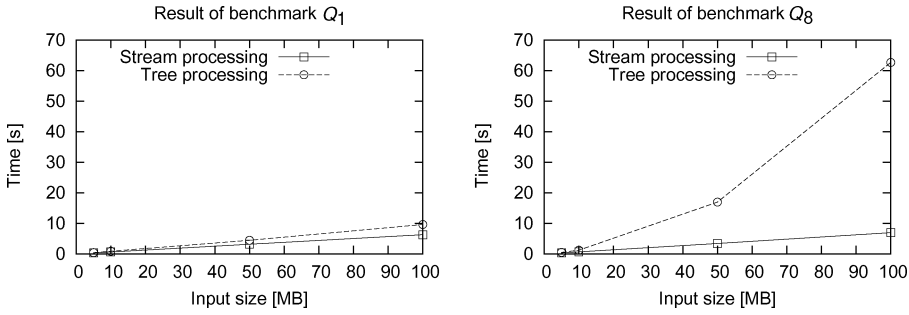 Result of benchmark Q1
70
60
50
40
30
20
10
0
Time [s]
Stream processing
Tree processing
0 10 20 30 40 50 60 70 80 90 100
Input size [MB]
Result of benchmark Q8
70
60
50
40
30
20
10
0
Time [s]
Stream processing
Tree processing
0 10 20 30 40 50 60 70 80 90 100
Input size [MB]